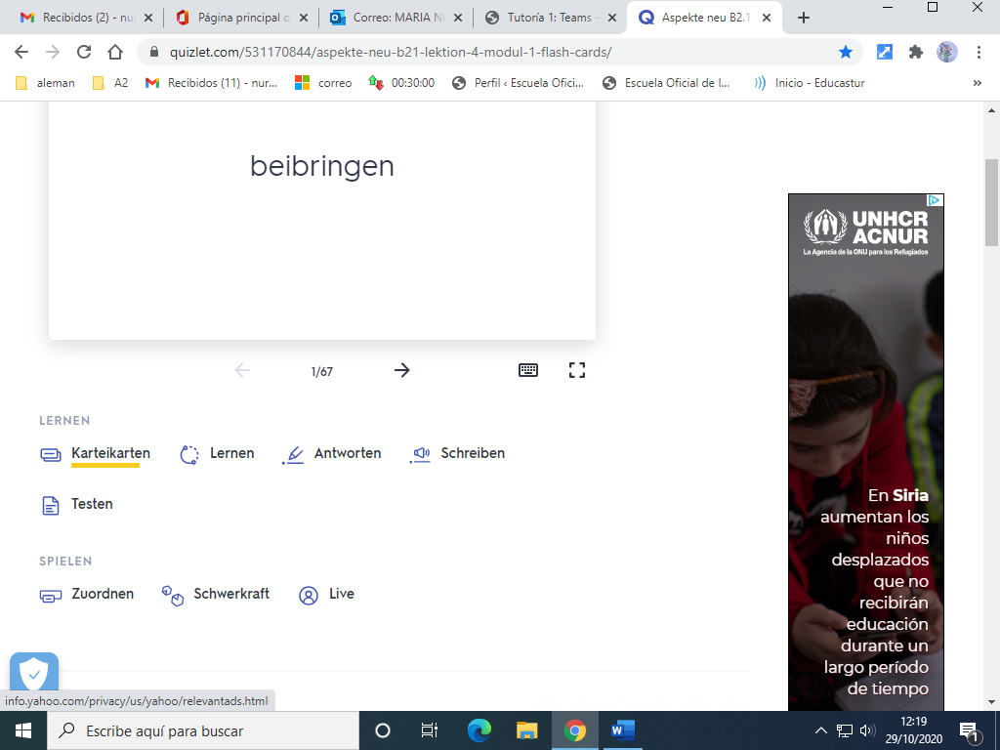 Recibidos (2) - nur
Página principal d
Correo: MARIA N
Tutoría 1: Teams -
Aspekte neu B2.1
quizlet.com/531170844/aspekte-neu-b21-lektion-4-modul-1-flash-cards/
aleman
A2
Recibidos (11) - nur...
correo
00:30:00
Perfil ‹ Escuela Ofici...
Escuela Oficial de I...
Inicio - Educastur
»
beibringen
1/67
LERNEN
Karteikarten
Lernen
Antworten
Schreiben
Testen
SPIELEN
Zuordnen
Schwerkraft
Live
UNHCR
ACNUR
La Agencia de la ONU para los Refugiados
En Siria
aumentan los
niños
desplazados
que no
recibirán
educación
durante un
largo período
de tiempo
info.yahoo.com/privacy/us/yahoo/relevantads.html
Escribe aquí para buscar
12:19
29/10/2020
1